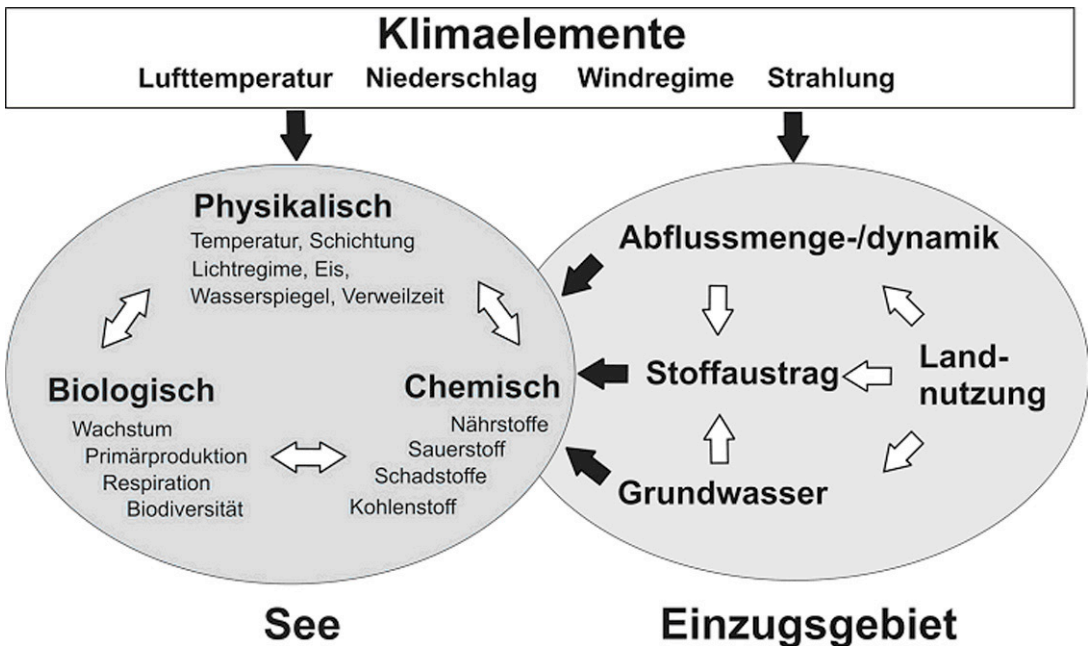 Klimaelemente
Lufttemperatur Niederschlag Windregime Strahlung
Physikalisch
Temperatur, Schichtung
Lichtregime, Eis,
Wasserspiegel, Verweilzeit
Biologisch
Wachstum
Primärproduktion
Respiration
Biodiversität
Chemisch
Nährstoffe
Sauerstoff
Schadstoffe
Kohlenstoff
See
Abflussmenge-/dynamik
Stoffaustrag
Land-
nutzung
Grundwasser
Einzugsgebiet